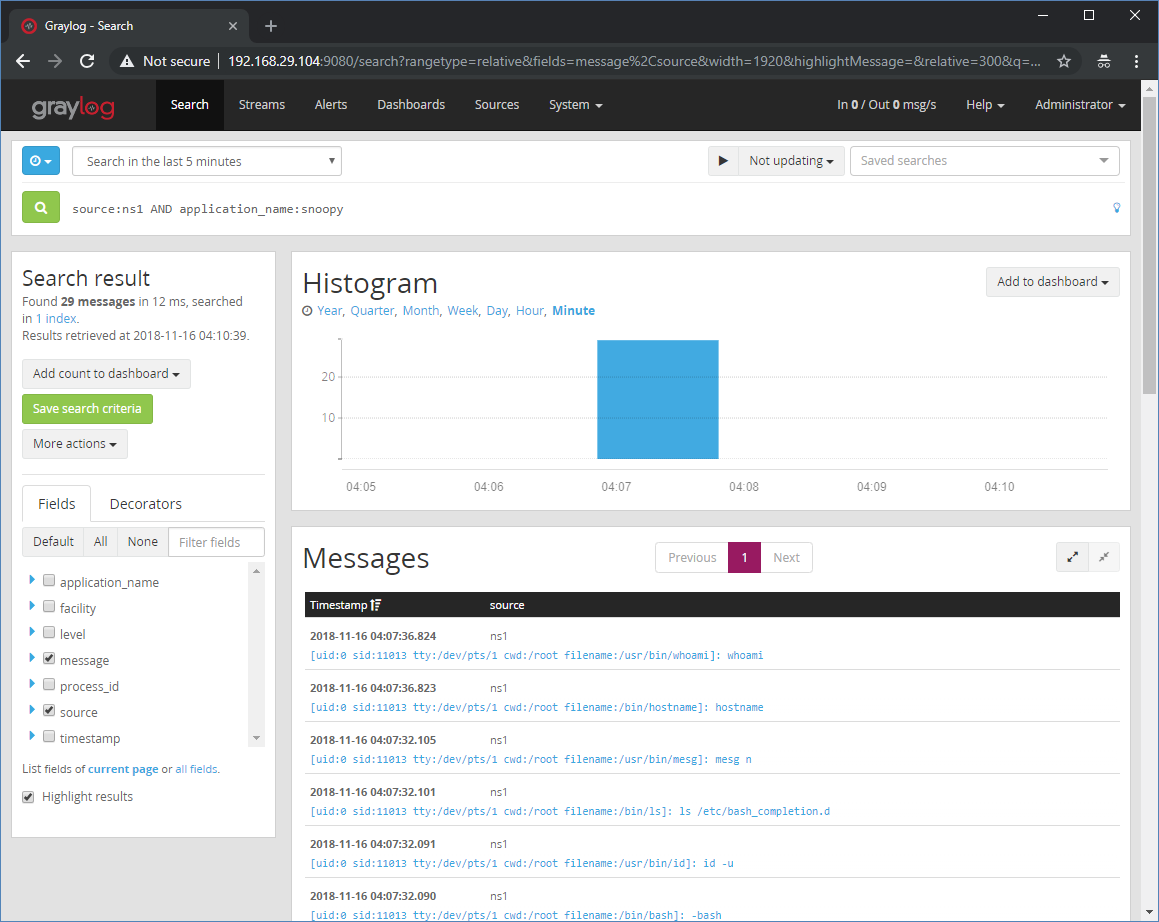 Graylog - Search
Not secure 192.168.29.104:9080/search?rangetype=relative&fields=message%2Csource&width=1920&highlightMessage=&relative=300&q=...
graylog Search Streams Alerts Dashboards Sources System In 0 / Out 0 msg/s Help Administrator
Search in the last 5 minutes Not updating Saved searches
source:ns1 AND application_name:snoopy
Search result
Found 29 messages in 12 ms, searched
in 1 index.
Results retrieved at 2018-11-16 04:10:39.
Add count to dashboard
Save search criteria
More actions
Fields Decorators
Default All None Filter fields
application_name
facility
level
message
process_id
source
timestamp
List fields of current page or all fields.
Highlight results
Histogram
Add to dashboard
Year, Quarter, Month, Week, Day, Hour, Minute
20
10
04:05 04:06 04:07 04:08 04:09 04:10
Messages
Previous 1 Next
Timestamp source
2018-11-16 04:07:36.824 ns1
[uid:0 sid:11013 tty:/dev/pts/1 cwd:/root filename:/usr/bin/whoami]: whoami
2018-11-16 04:07:36.823 ns1
[uid:0 sid:11013 tty:/dev/pts/1 cwd:/root filename:/bin/hostname]: hostname
2018-11-16 04:07:32.105 ns1
[uid:0 sid:11013 tty:/dev/pts/1 cwd:/root filename:/usr/bin/mesg]: mesg n
2018-11-16 04:07:32.101 ns1
[uid:0 sid:11013 tty:/dev/pts/1 cwd:/root filename:/bin/ls]: ls /etc/bash_completion.d
2018-11-16 04:07:32.091 ns1
[uid:0 sid:11013 tty:/dev/pts/1 cwd:/root filename:/usr/bin/id]: id -u
2018-11-16 04:07:32.090 ns1
[uid:0 sid:11013 tty:/dev/pts/1 cwd:/root filename:/bin/bash]: -bash